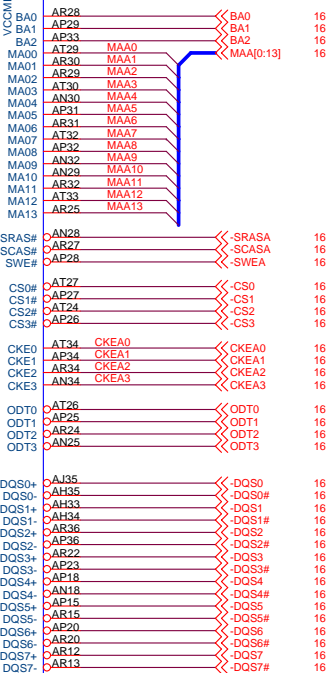 VCCM
BA0 AR28 BA0 16
BA1 AP29 BA1 16
BA2 AP33 BA2 16
MA00 AT29 MAA0 MAA[0:13] 16
MA01 AR30 MAA1
MA02 AR29 MAA2
MA03 AT30 MAA3
MA04 AN30 MAA4
MA05 AP31 MAA5
MA06 AR31 MAA6
MA07 AT32 MAA7
MA08 AP32 MAA8
MA09 AN32 MAA9
MA10 AN29 MAA10
MA11 AR32 MAA11
MA12 AT33 MAA12
MA13 AR25 MAA13
SRAS# AN28 -SRASA 16
SCAS# AR27 -SCASA 16
SWE# AP28 -SWEA 16
CS0# AT27 -CS0 16
CS1# AP27 -CS1 16
CS2# AT24 -CS2 16
CS3# AP26 -CS3 16
CKE0 AT34 CKEA0 CKEA0 16
CKE1 AP34 CKEA1 CKEA1 16
CKE2 AR34 CKEA2 CKEA2 16
CKE3 AN34 CKEA3 CKEA3 16
ODT0 AT26 ODT0 16
ODT1 AP25 ODT1 16
ODT2 AR24 ODT2 16
ODT3 AN25 ODT3 16
DQS0+ AJ35 -DQS0 16
DQS0- AH35 -DQS0# 16
DQS1+ AH33 -DQS1 16
DQS1- AH34 -DQS1# 16
DQS2+ AR36 -DQS2 16
DQS2- AP36 -DQS2# 16
DQS3+ AR22 -DQS3 16
DQS3- AP23 -DQS3# 16
DQS4+ AP18 -DQS4 16
DQS4- AN18 -DQS4# 16
DQS5+ AP15 -DQS5 16
DQS5- AR15 -DQS5# 16
DQS6+ AP20 -DQS6 16
DQS6- AR20 -DQS6# 16
DQS7+ AR12 -DQS7 16
DQS7- AR13 -DQS7# 16